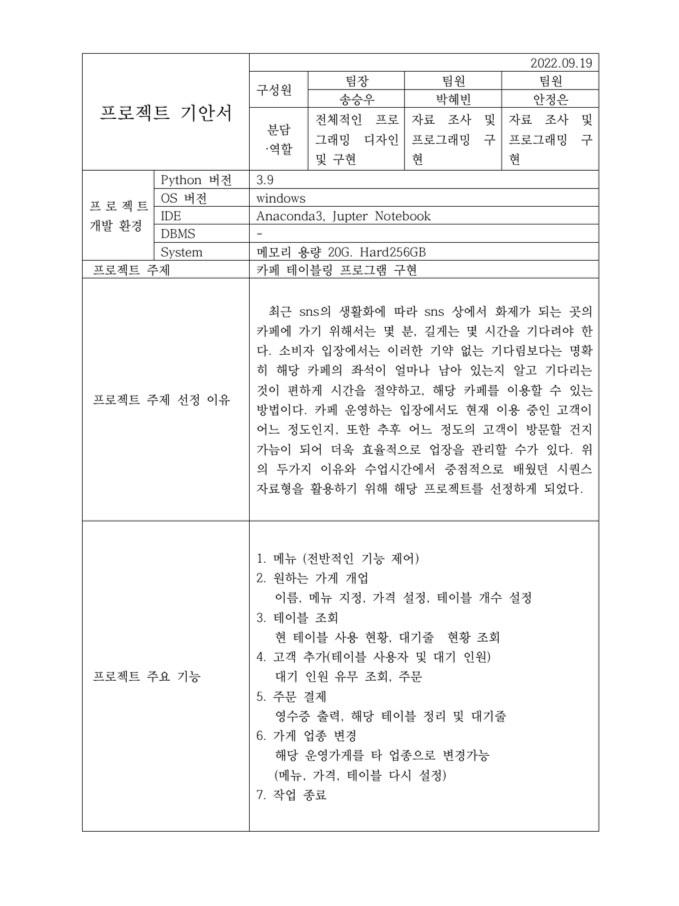 2022.09.19
프로젝트 기안서
구성원
팀장
팀원
팀원
송승우
박혜빈
안정은
분담
·역할
전체적인 프로
그래밍 디자인
및 구현
자료 조사 및
프로그래밍 구
현
자료 조사 및
프로그래밍 구
현
프로젝트
개발 환경
Python 버전
3.9
OS 버전
windows
IDE
Anaconda3, Jupter Notebook
DBMS
-
System
메모리 용량 20G. Hard256GB
프로젝트 주제
카페 테이블링 프로그램 구현
프로젝트 주제 선정 이유
최근 sns의 생활화에 따라 sns 상에서 화제가 되는 곳의
카페에 가기 위해서는 몇 분, 길게는 몇 시간을 기다려야 한
다. 소비자 입장에서는 이러한 기약 없는 기다림보다는 명확
히 해당 카페의 좌석이 얼마나 남아 있는지 알고 기다리는
것이 편하게 시간을 절약하고, 해당 카페를 이용할 수 있는
방법이다. 카페 운영하는 입장에서도 현재 이용 중인 고객이
어느 정도인지, 또한 추후 어느 정도의 고객이 방문할 건지
가늠이 되어 더욱 효율적으로 업장을 관리할 수가 있다. 위
의 두가지 이유와 수업시간에서 중점적으로 배웠던 시퀀스
자료형을 활용하기 위해 해당 프로젝트를 선정하게 되었다.
프로젝트 주요 기능
1. 메뉴 (전반적인 기능 제어)
2. 원하는 가게 개업
이름, 메뉴 지정, 가격 설정, 테이블 개수 설정
3. 테이블 조회
현 테이블 사용 현황, 대기줄 현황 조회
4. 고객 추가(테이블 사용자 및 대기 인원)
대기 인원 유무 조회, 주문
5. 주문 결제
영수증 출력, 해당 테이블 정리 및 대기줄
6. 가게 업종 변경
해당 운영가게를 타 업종으로 변경가능
(메뉴, 가격, 테이블 다시 설정)
7. 작업 종료